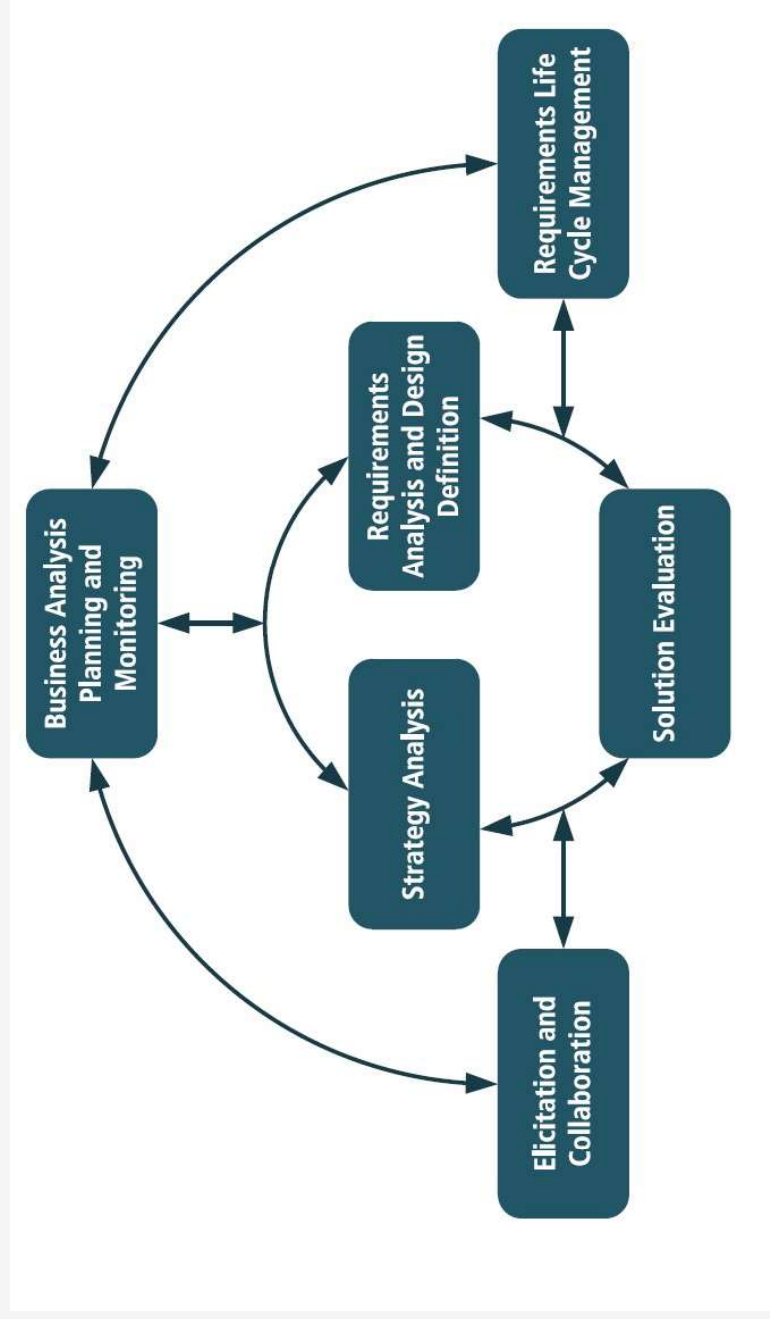 Business Analysis
Planning and
Monitoring
Strategy Analysis
Requirements
Analysis and Design
Definition
Elicitation and
Collaboration
Requirements Life
Cycle Management
Solution Evaluation